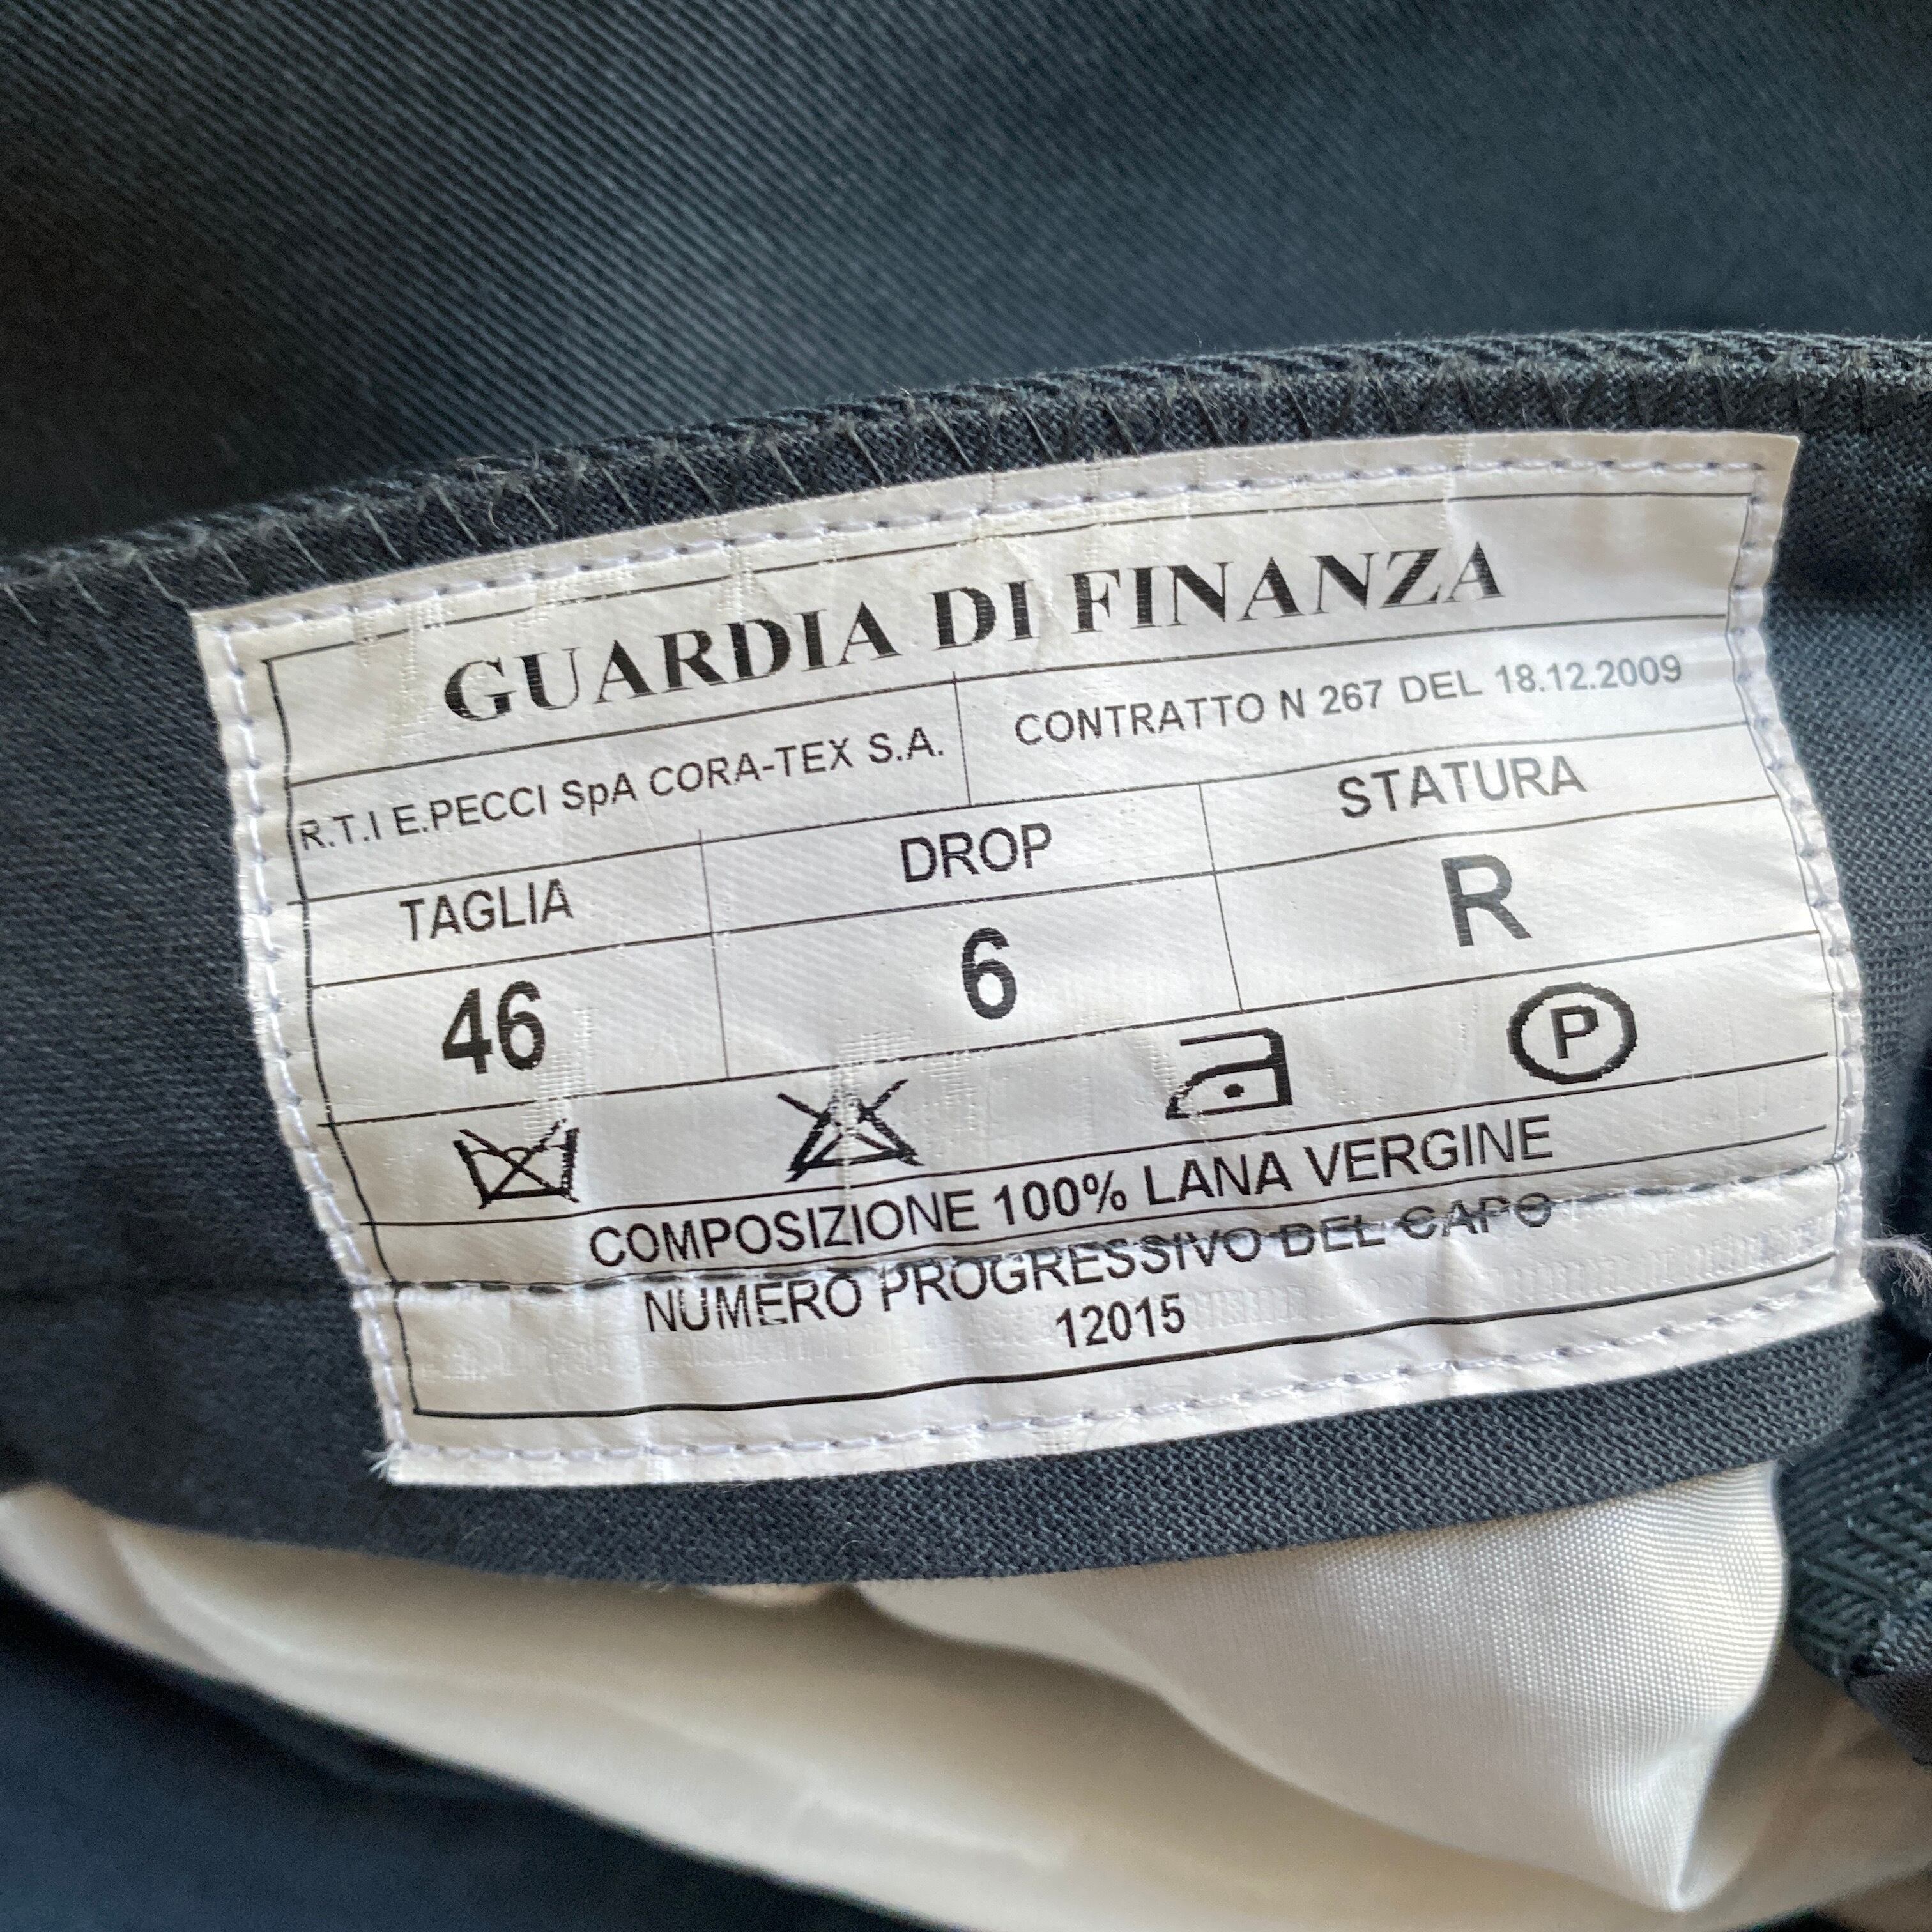 GUARDIA DI FINANZA
R.T.I E.PECCI SpA CORA-TEX S.A. CONTRATTO N 267 DEL 18.12.2009
TAGLIA DROP STATURA
46 6 R
P
COMPOSIZIONE 100% LANA VERGINE
NUMERO PROGRESSIVO DEL CAPO
12015